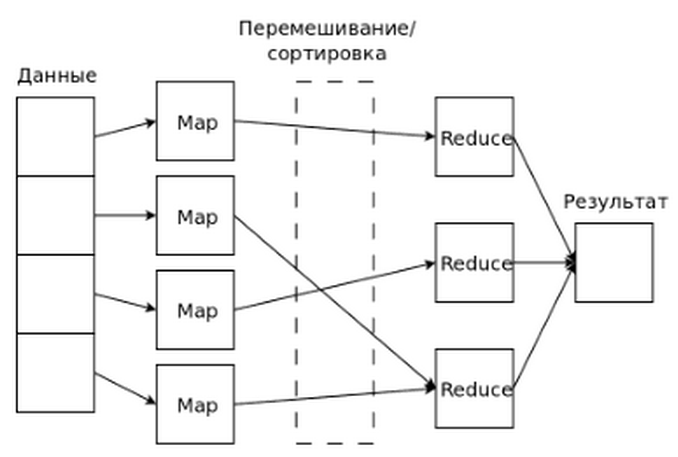 Перемешивание/
сортировка
Данные
Map
Map
Map
Map
Reduce
Reduce
Reduce
Результат